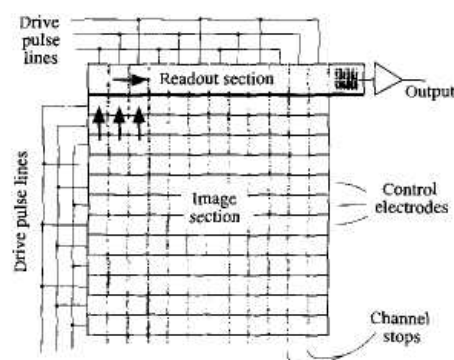 Drive
pulse
lines
Readout section
Output
Drive pulse lines
Image
section
Control
electrodes
Channel
stops